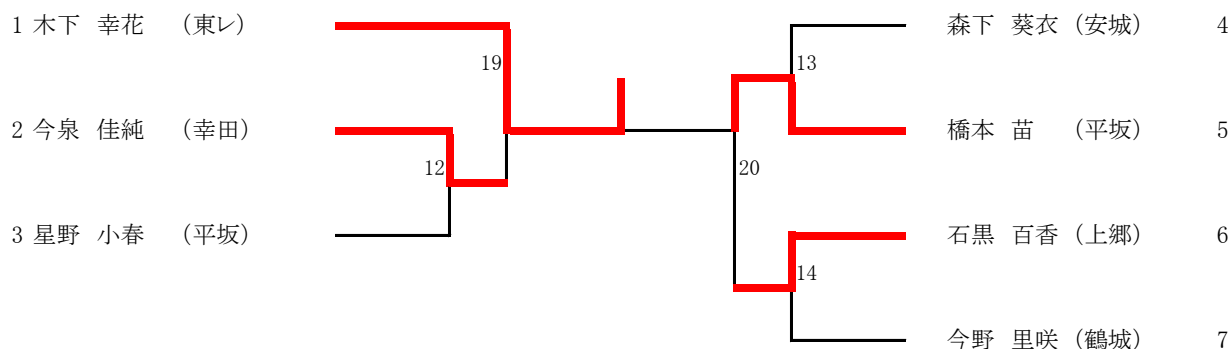 1 木下 幸花 （東レ）
19
2 今泉 佳純 （幸田）
12
3 星野 小春 （平坂）
森下 葵衣 （安城） 4
13
橋本 苗 （平坂） 5
20
石黒 百香 （上郷） 6
14
今野 里咲 （鶴城） 7